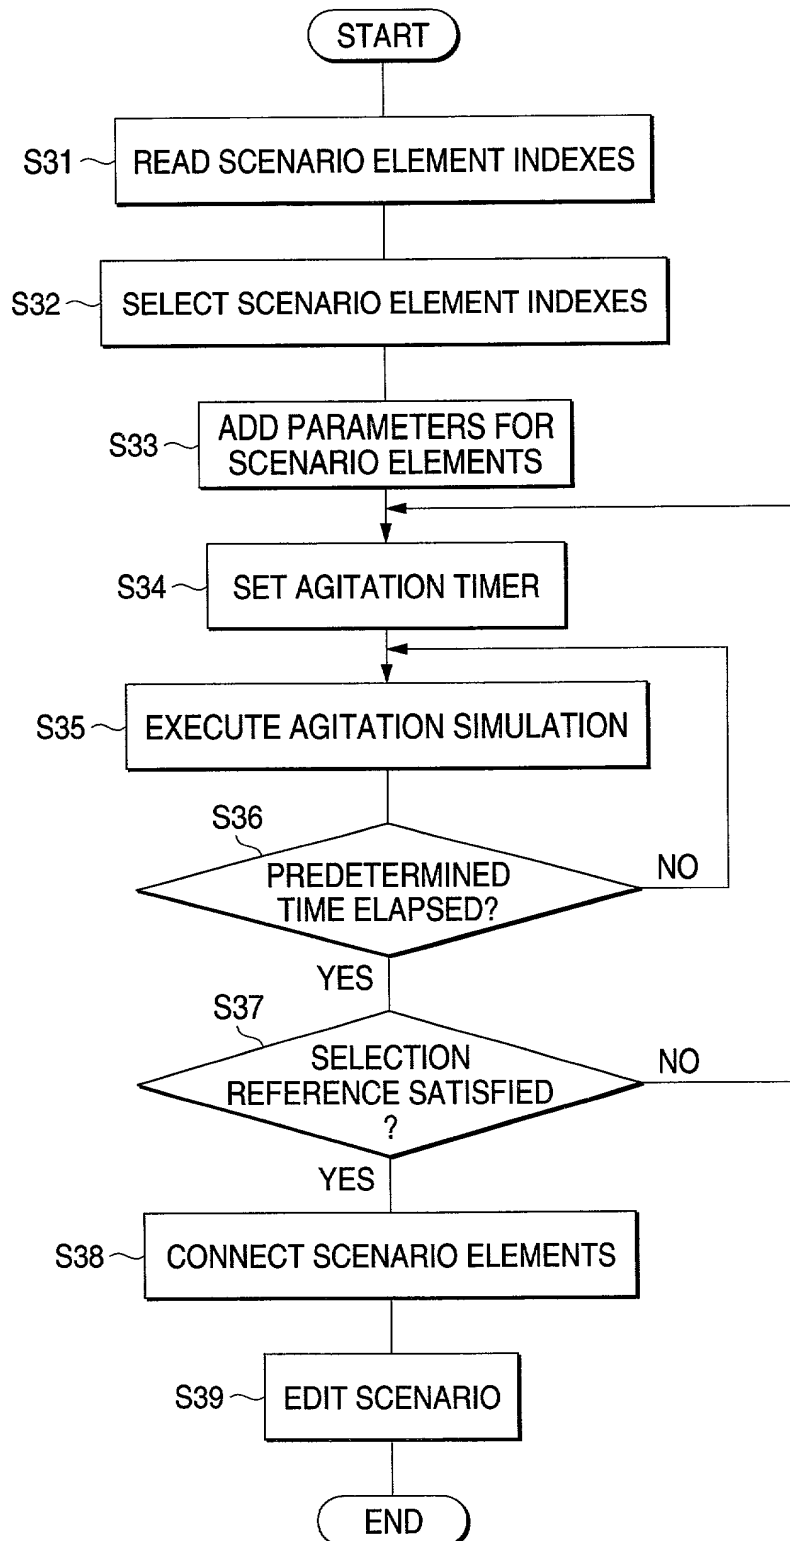 START
S31
READ SCENARIO ELEMENT INDEXES
S32
SELECT SCENARIO ELEMENT INDEXES
S33
ADD PARAMETERS FOR
SCENARIO ELEMENTS
S34
SET AGITATION TIMER
S35
EXECUTE AGITATION SIMULATION
S36
PREDETERMINED
TIME ELAPSED?
NO
YES
S37
SELECTION
REFERENCE SATISFIED
?
NO
YES
S38
CONNECT SCENARIO ELEMENTS
S39
EDIT SCENARIO
END